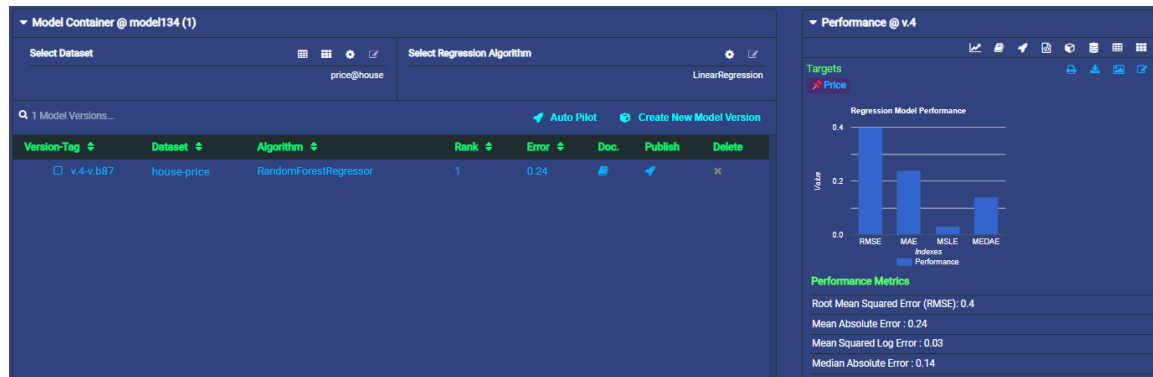 Model Container @ model134 (1)
Select Dataset
price@house
Select Regression Algorithm
LinearRegression
1 Model Versions...
Auto Pilot
Create New Model Version
Version-Tag Dataset Algorithm Rank Error Doc. Publish Delete
v.4-v.b87 house-price RandomForestRegressor 1 0.24
Performance @ v.4
Targets
Price
Regression Model Performance
0.4
0.2
0.0
Value
RMSE MAE MSLE MEDAE
Indexes
Performance
Performance Metrics
Root Mean Squared Error (RMSE): 0.4
Mean Absolute Error : 0.24
Mean Squared Log Error : 0.03
Median Absolute Error : 0.14